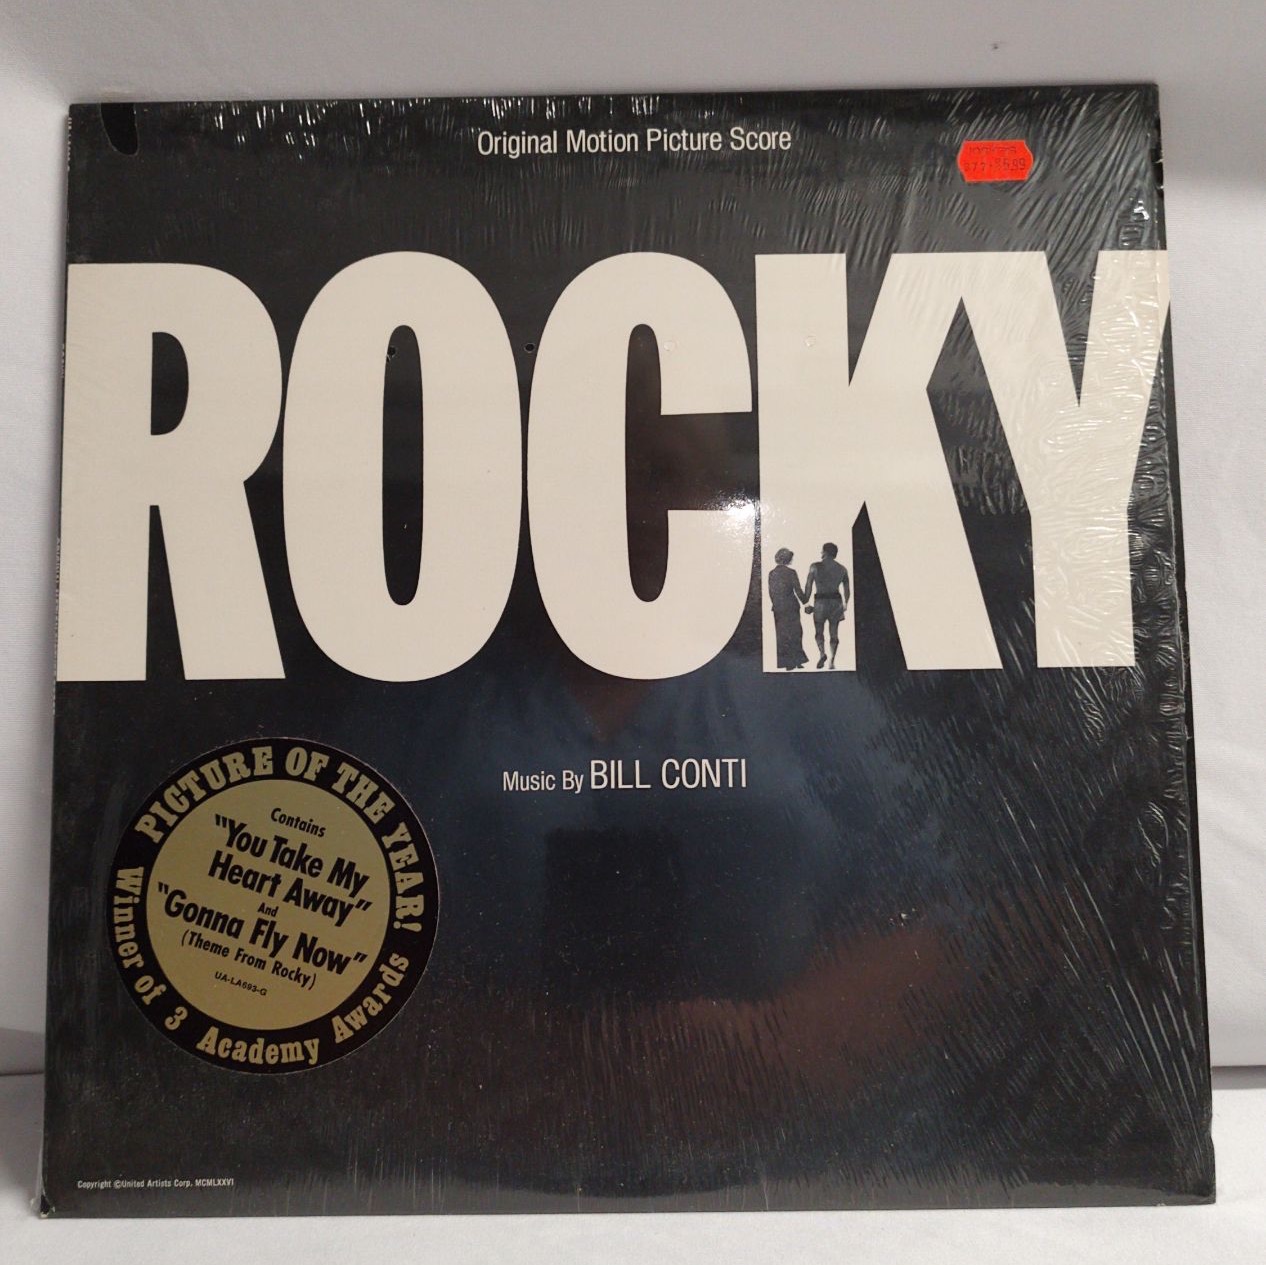 Original Motion Picture Score
ROCKY
Music By BILL CONTI
PICTURE OF THE YEAR!
Contains
"You Take My
Heart Away"
And
"Gonna Fly Now"
(Theme From Rocky)
UA-LA693-G
Winner of 3 Academy Awards
Copyright ©United Artists Corp. MCMLXXVI